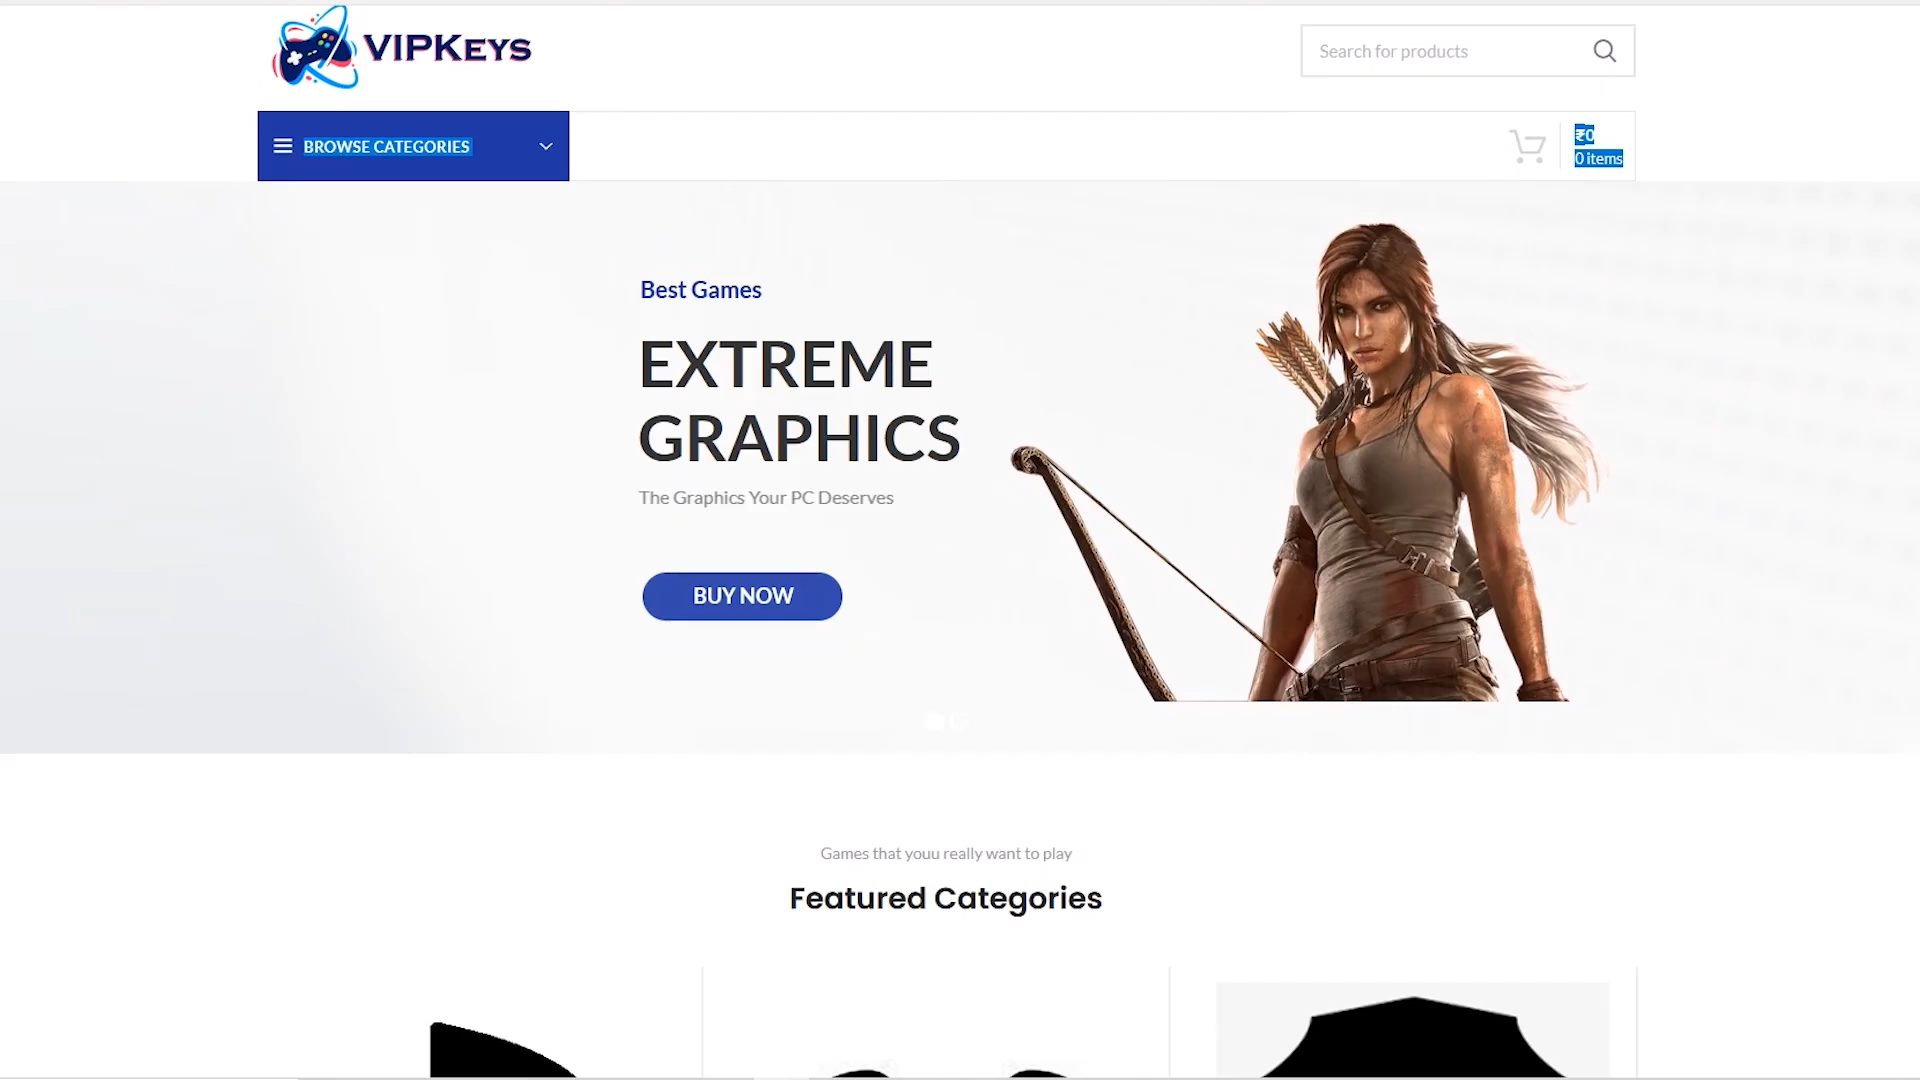 VIPKEYS
Search for products
BROWSE CATEGORIES
₹0
0 items
Best Games
EXTREME
GRAPHICS
The Graphics Your PC Deserves
BUY NOW
Games that youu really want to play
Featured Categories